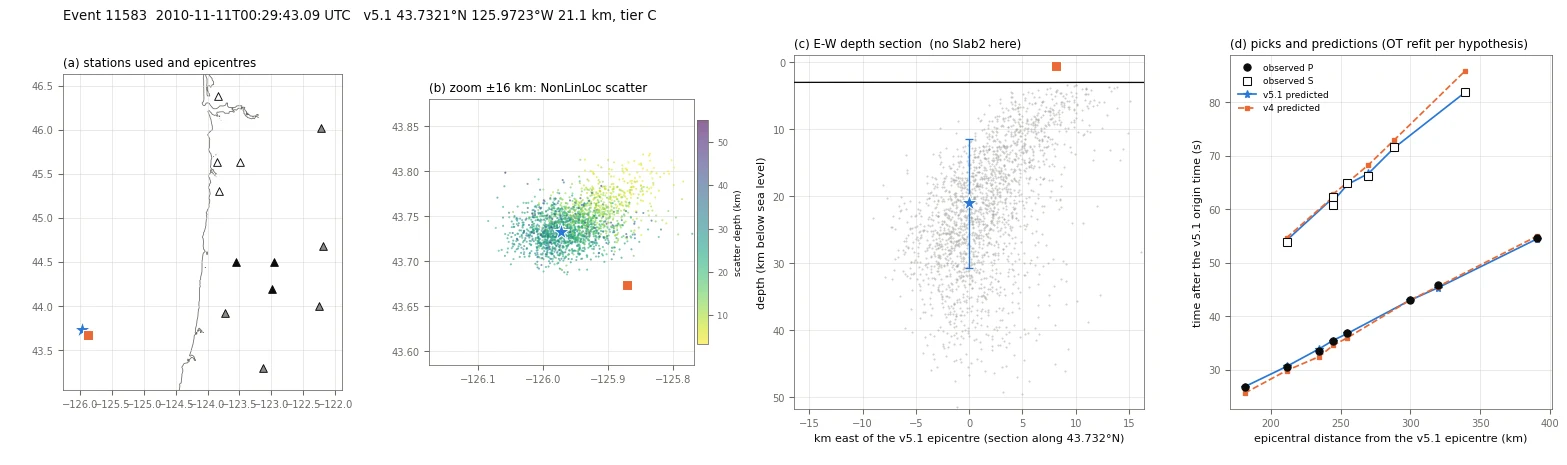 Event 11583  2010-11-11T00:29:43.09 UTC   v5.1 43.7321°N 125.9723°W 21.1 km, tier C
(a) stations used and epicentres
46.5
46.0
45.5
45.0
44.5
44.0
43.5
−126.0 −125.5 −125.0 −124.5 −124.0 −123.5 −123.0 −122.5 −122.0
(b) zoom ±16 km: NonLinLoc scatter
43.85
43.80
43.75
43.70
43.65
43.60
−126.1 −126.0 −125.9 −125.8
50
40
30
20
10
scatter depth (km)
(c) E-W depth section  (no Slab2 here)
0
10
20
30
40
50
depth (km below sea level)
−15 −10 −5 0 5 10 15
km east of the v5.1 epicentre (section along 43.732°N)
(d) picks and predictions (OT refit per hypothesis)
observed P
observed S
v5.1 predicted
v4 predicted
80
70
60
50
40
30
time after the v5.1 origin time (s)
200 250 300 350 400
epicentral distance from the v5.1 epicentre (km)